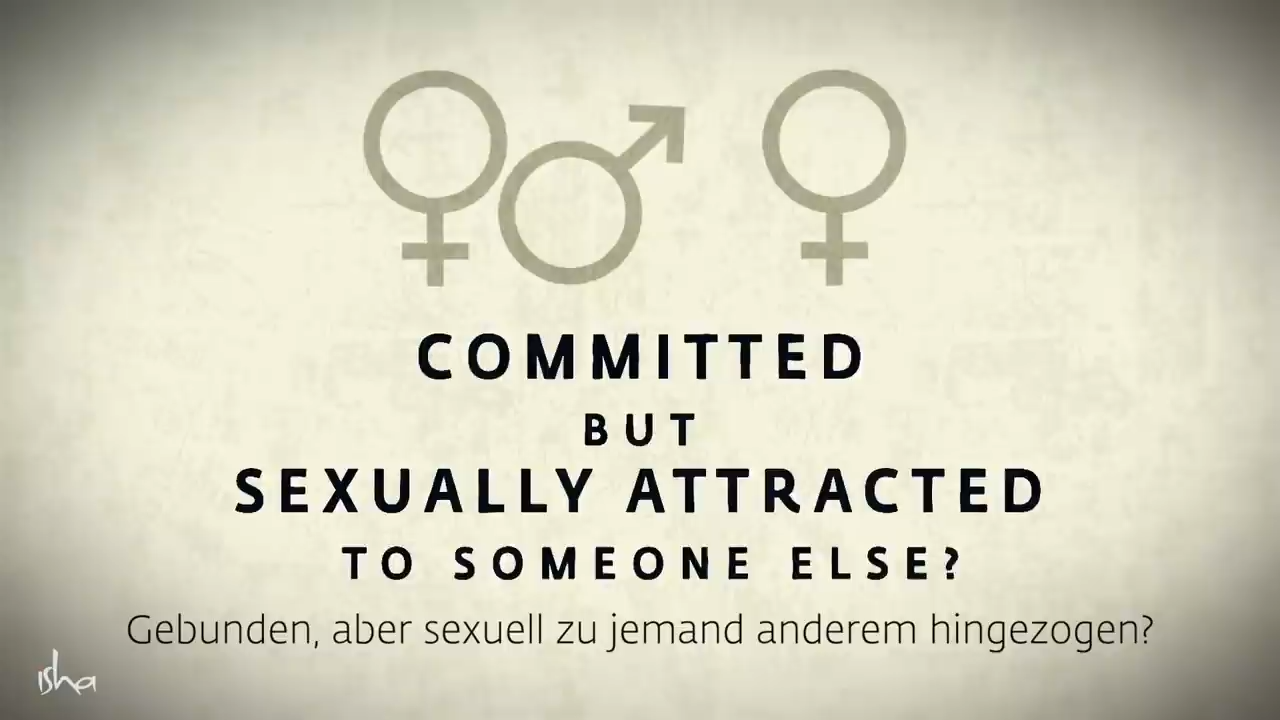 COMMITTED
BUT
SEXUALLY ATTRACTED
TO SOMEONE ELSE?
Gebunden, aber sexuell zu jemand anderem hingezogen?
isha